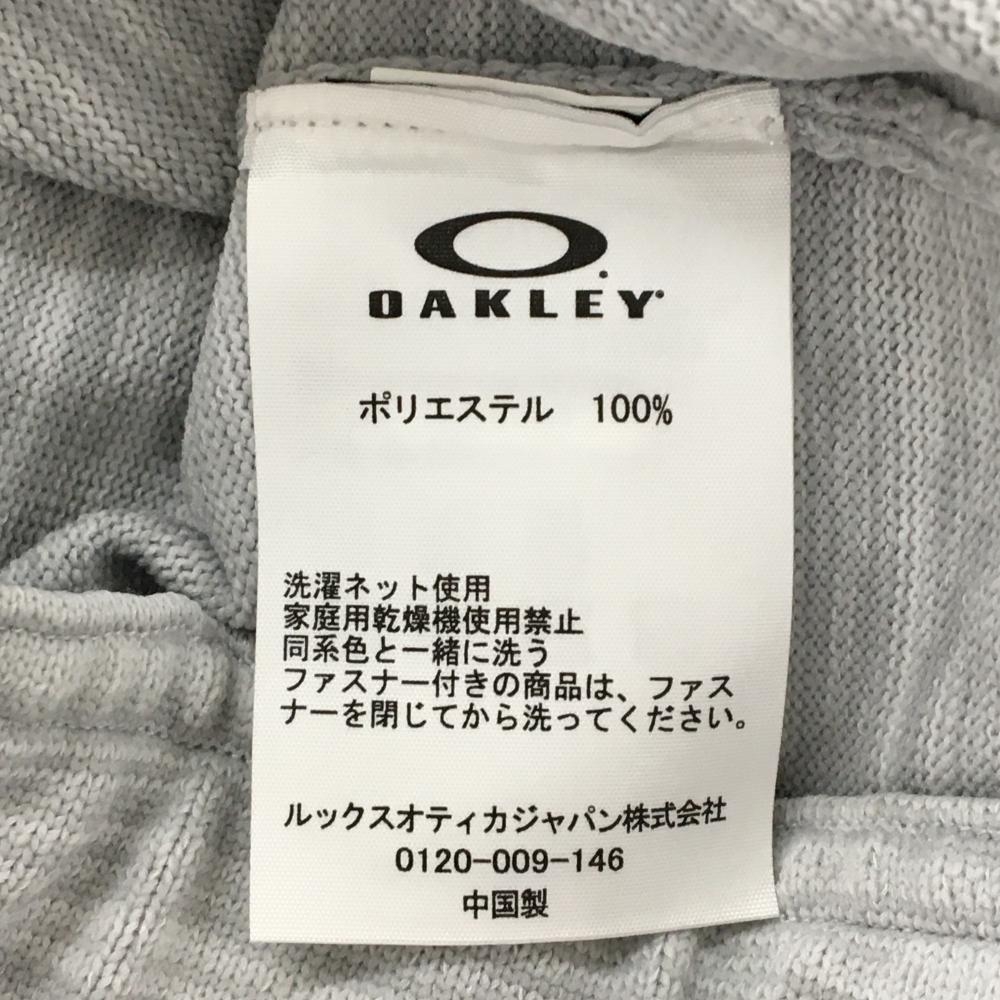 OAKLEY
ポリエステル 100%
洗濯ネット使用
家庭用乾燥機使用禁止
同系色と一緒に洗う
ファスナー付きの商品は、ファス
ナーを閉じてから洗ってください。
ルックスオティカジャパン株式会社
0120-009-146
中国製